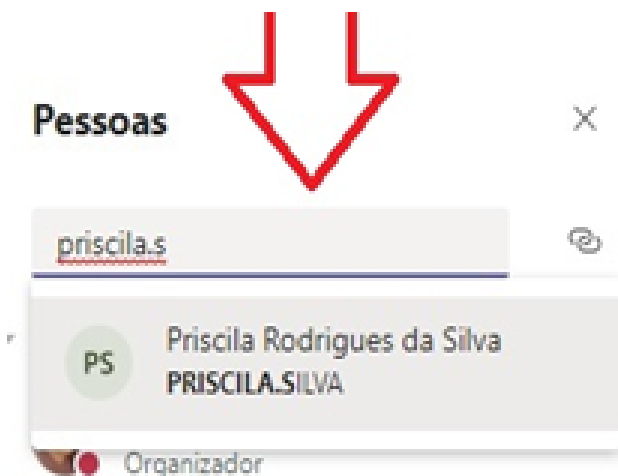 Pessoas
priscila.s
PS
Priscila Rodrigues da Silva
PRISCILA.SILVA
Organizador